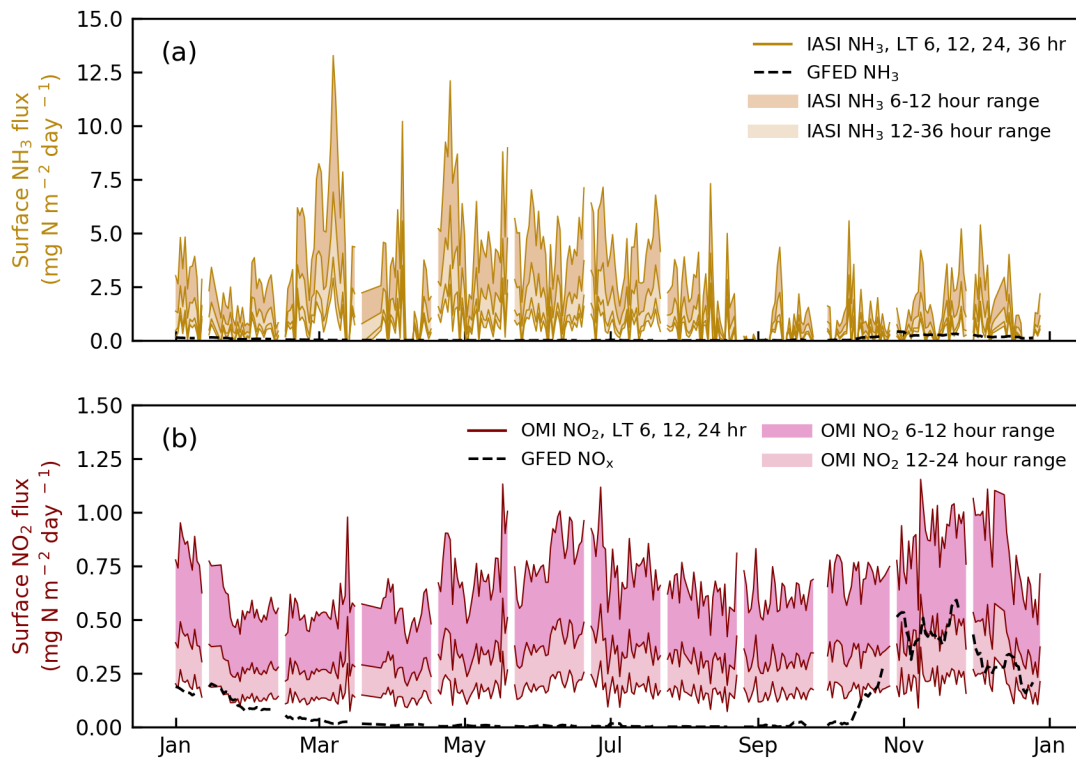 15.0
12.5
10.0
7.5
5.0
2.5
0.0
Surface NH₃ flux
(mg N m⁻² day ⁻¹)
(a)
IASI NH₃, LT 6, 12, 24, 36 hr
GFED NH₃
IASI NH₃ 6-12 hour range
IASI NH₃ 12-36 hour range
1.50
1.25
1.00
0.75
0.50
0.25
0.00
Surface NO₂ flux
(mg N m⁻² day ⁻¹)
(b)
OMI NO₂, LT 6, 12, 24 hr
GFED NOₓ
OMI NO₂ 6-12 hour range
OMI NO₂ 12-24 hour range
Jan Mar May Jul Sep Nov Jan